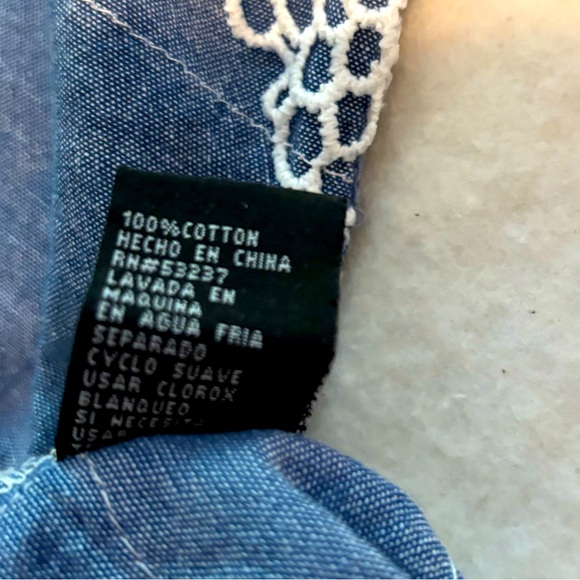 100%COTTON
HECHO EN CHINA
RN#53237
LAVADA EN
MAQUINA
EN AGUA FRIA
SEPARADO
CYCLO SUAVE
USAR CLOROX
BLANQUEO
SI
USAR